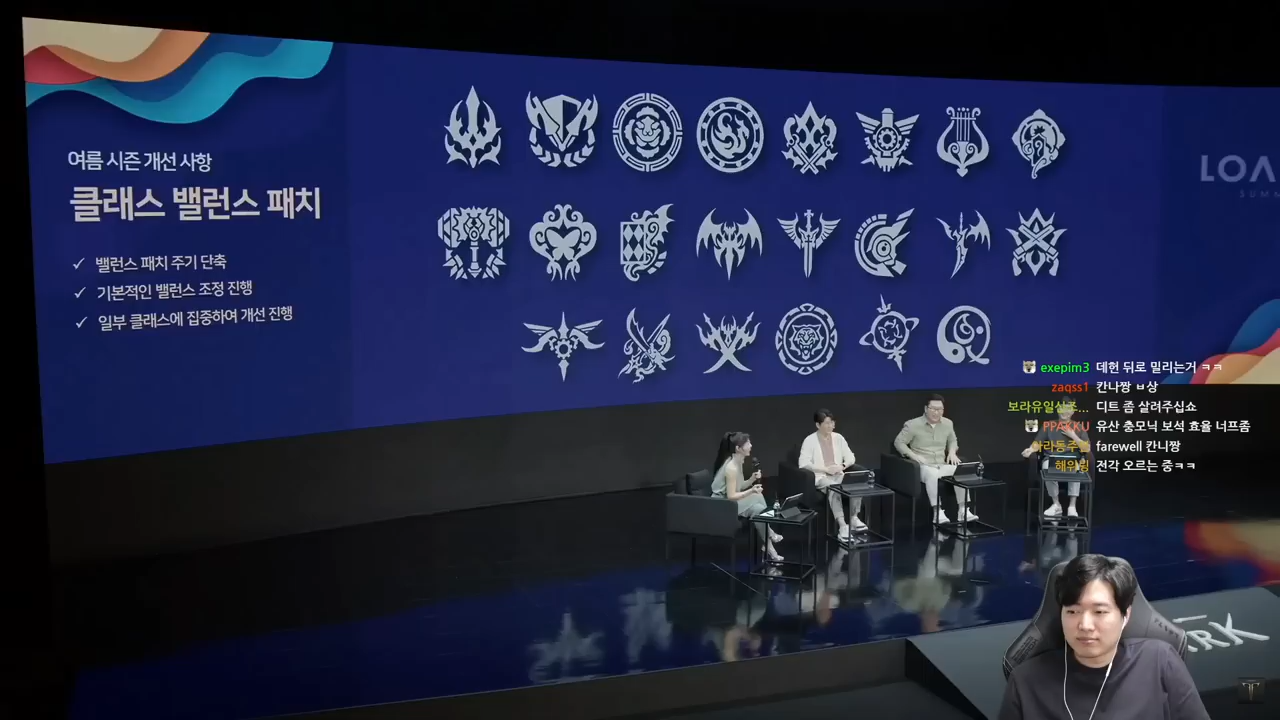 여름 시즌 개선 사항
클래스 밸런스 패치
✓ 밸런스 패치 주기 단축
✓ 기본적인 밸런스 조정 진행
✓ 일부 클래스에 집중하여 개선 진행
LOA
SUMM
exepim3 데헌 뒤로 밀리는거 ㅋㅋ
zaqss1 칸나짱 ㅂ상
디트 좀 살려주십쇼
PPAKKU 유산 충모닉 보석 효율 너프좀
farewell 칸니짱
해위링 전각 오르는 중ㅋㅋ
RK